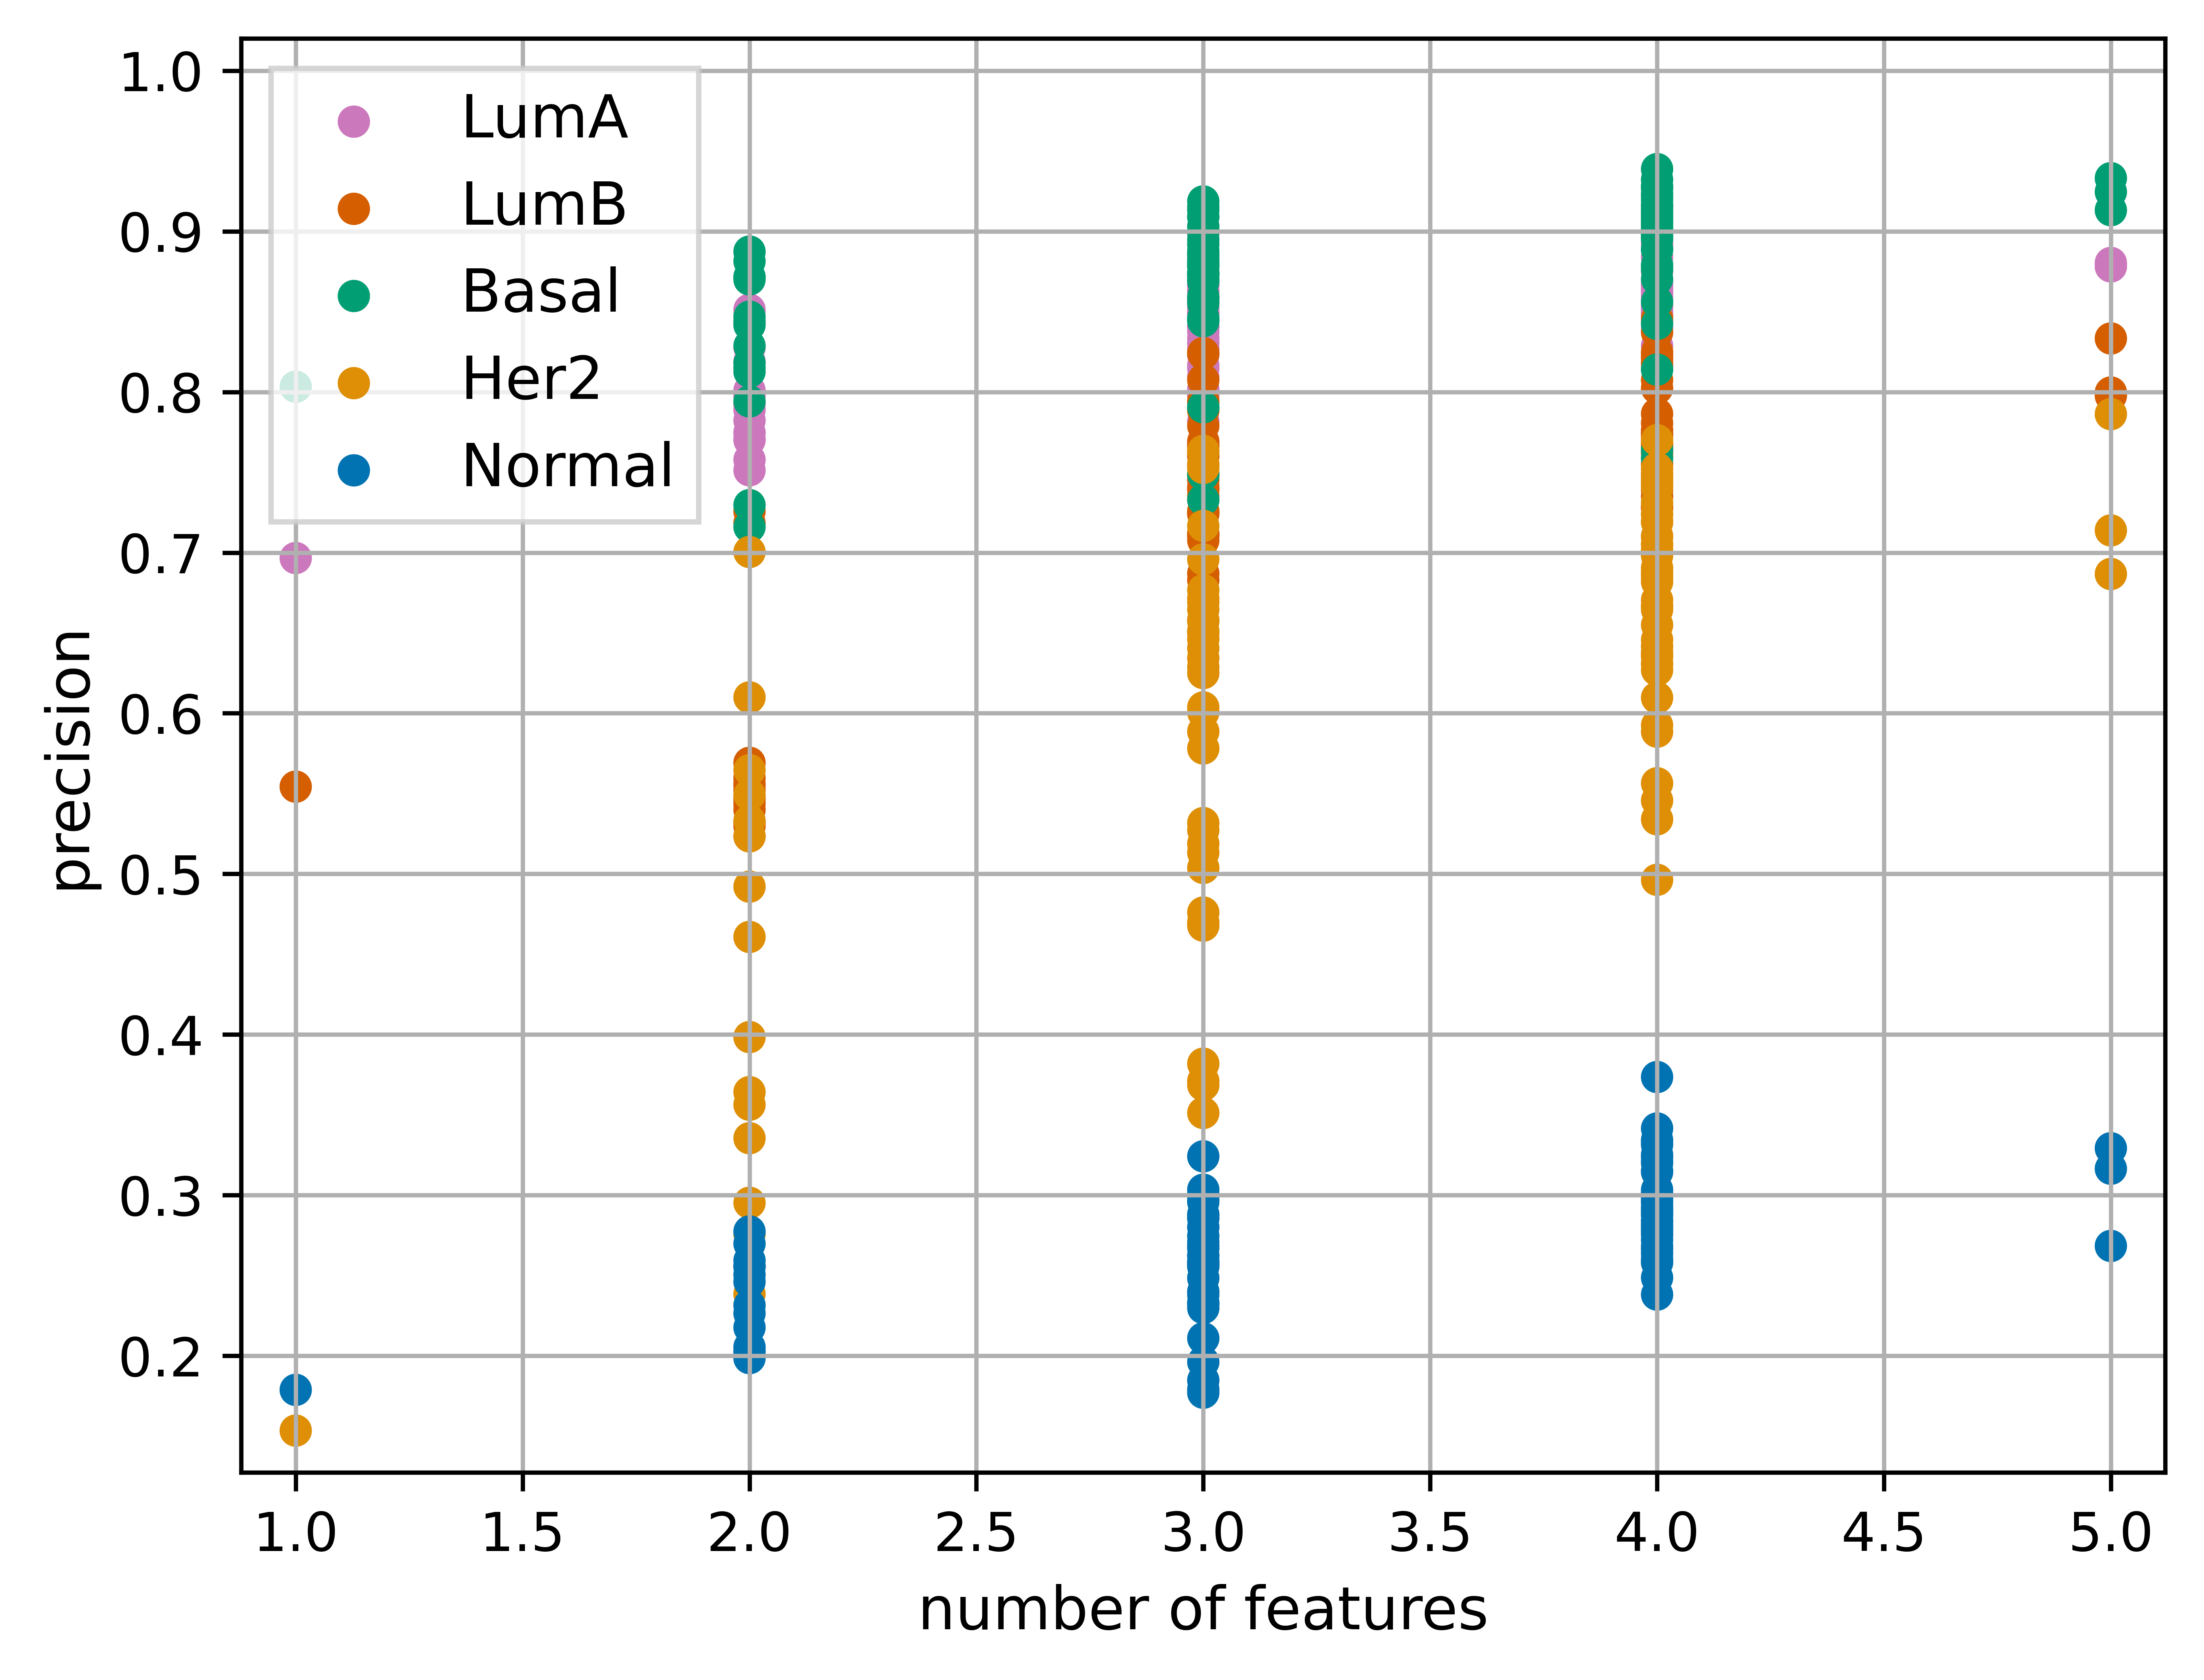 1.0
0.9
0.8
0.7
0.6
0.5
0.4
0.3
0.2
precision
LumA
LumB
Basal
Her2
Normal
1.0 1.5 2.0 2.5 3.0 3.5 4.0 4.5 5.0
number of features